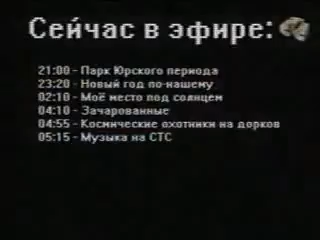 Сейчас в эфире:
21:00 - Парк Юрского периода
23:20 - Новый год по-нашему
02:10 - Моё место под солнцем
04:10 - Зачарованные
04:55 - Космические охотники на дорков
05:15 - Музыка на СТС